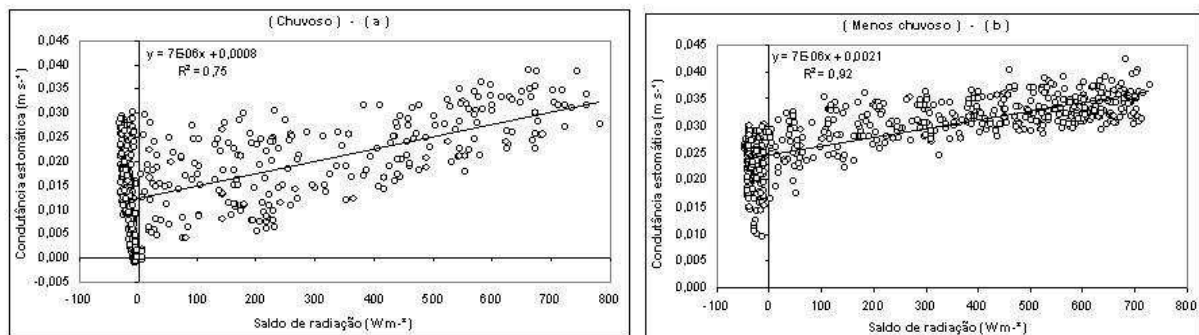 ( Chuvoso ) - ( a )
0,045
0,040
0,035
0,030
0,025
0,020
0,015
0,010
0,005
0,000
-0,005
Condutância estomática (m s-¹)
y = 7E-06x + 0,0008
R² = 0,75
-100 0 100 200 300 400 500 600 700 800
Saldo de radiação (W m-²)
( Menos chuvoso ) - ( b )
0,045
0,040
0,035
0,030
0,025
0,020
0,015
0,010
0,005
0,000
Condutância estomática (m s-¹)
y = 7E-06x + 0,0021
R² = 0,92
-100 0 100 200 300 400 500 600 700 800
Saldo de radiação (W m-²)